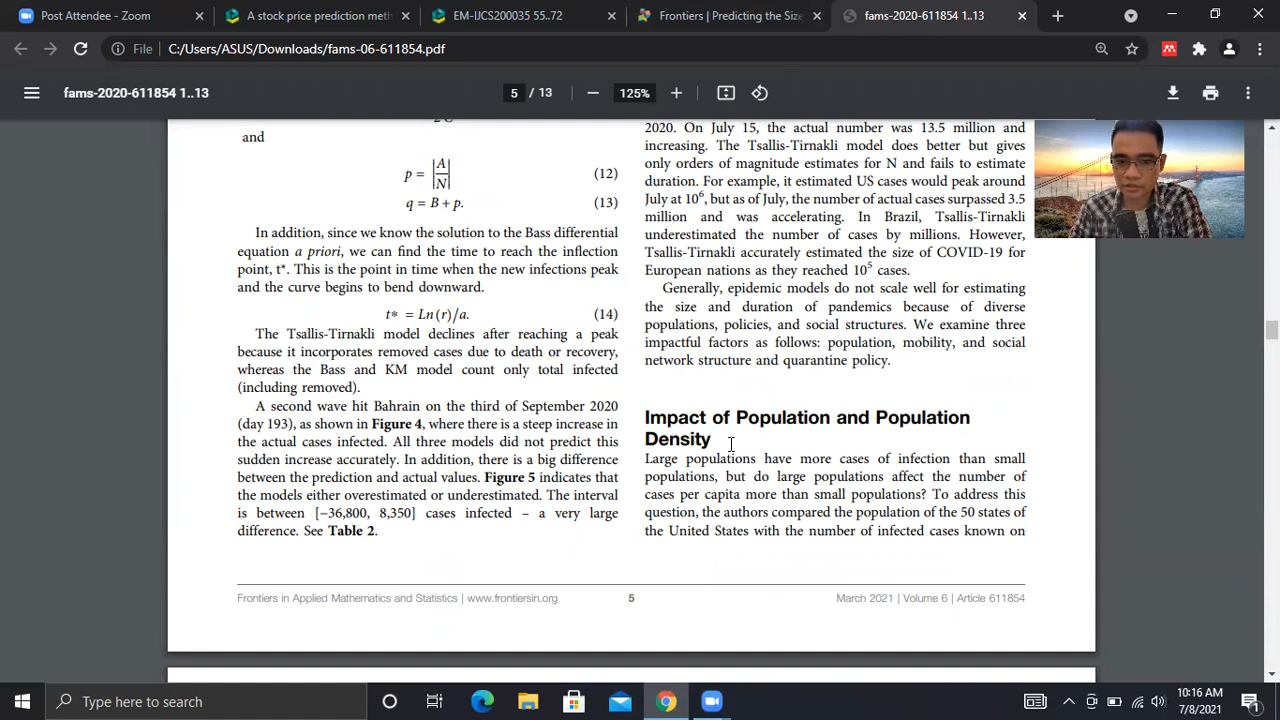 Post Attendee - Zoom
A stock price prediction meth
EM-IJCS200035 55..72
Frontiers | Predicting the Size
fams-2020-611854 1..13
File
C:/Users/ASUS/Downloads/fams-06-611854.pdf
fams-2020-611854 1..13
5 / 13
125%
and
p = |A/N| (12)
q = B + p. (13)
In addition, since we know the solution to the Bass differential
equation a priori, we can find the time to reach the inflection
point, t*. This is the point in time when the new infections peak
and the curve begins to bend downward.
t* = Ln(r)/a. (14)
The Tsallis-Tirnakli model declines after reaching a peak
because it incorporates removed cases due to death or recovery,
whereas the Bass and KM model count only total infected
(including removed).
A second wave hit Bahrain on the third of September 2020
(day 193), as shown in Figure 4, where there is a steep increase in
the actual cases infected. All three models did not predict this
sudden increase accurately. In addition, there is a big difference
between the prediction and actual values. Figure 5 indicates that
the models either overestimated or underestimated. The interval
is between [−36,800, 8,350] cases infected – a very large
difference. See Table 2.
2020. On July 15, the actual number was 13.5 million and
increasing. The Tsallis-Tirnakli model does better but gives
only orders of magnitude estimates for N and fails to estimate
duration. For example, it estimated US cases would peak around
July at 10⁶, but as of July, the number of actual cases surpassed 3.5
million and was accelerating. In Brazil, Tsallis-Tirnakli
underestimated the number of cases by millions. However,
Tsallis-Tirnakli accurately estimated the size of COVID-19 for
European nations as they reached 10⁵ cases.
Generally, epidemic models do not scale well for estimating
the size and duration of pandemics because of diverse
populations, policies, and social structures. We examine three
impactful factors as follows: population, mobility, and social
network structure and quarantine policy.
Impact of Population and Population
Density
Large populations have more cases of infection than small
populations, but do large populations affect the number of
cases per capita more than small populations? To address this
question, the authors compared the population of the 50 states of
the United States with the number of infected cases known on
Frontiers in Applied Mathematics and Statistics | www.frontiersin.org
5
March 2021 | Volume 6 | Article 611854
Type here to search
10:16 AM
7/8/2021